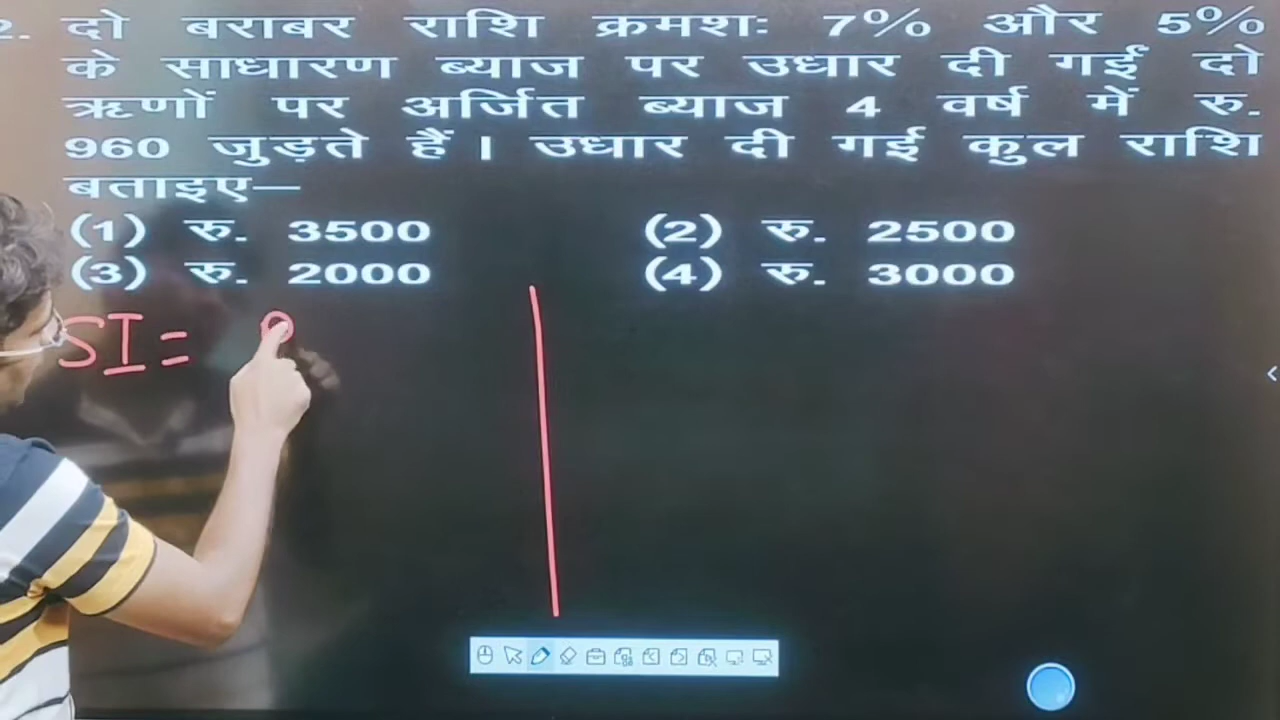 2. दो बराबर राशि क्रमशः 7% और 5%
के साधारण ब्याज पर उधार दी गईं दो
ऋणों पर अर्जित ब्याज 4 वर्ष में रु.
960 जुड़ते हैं। उधार दी गई कुल राशि
बताइए—
(1) रु. 3500 (2) रु. 2500
(3) रु. 2000 (4) रु. 3000
SI =